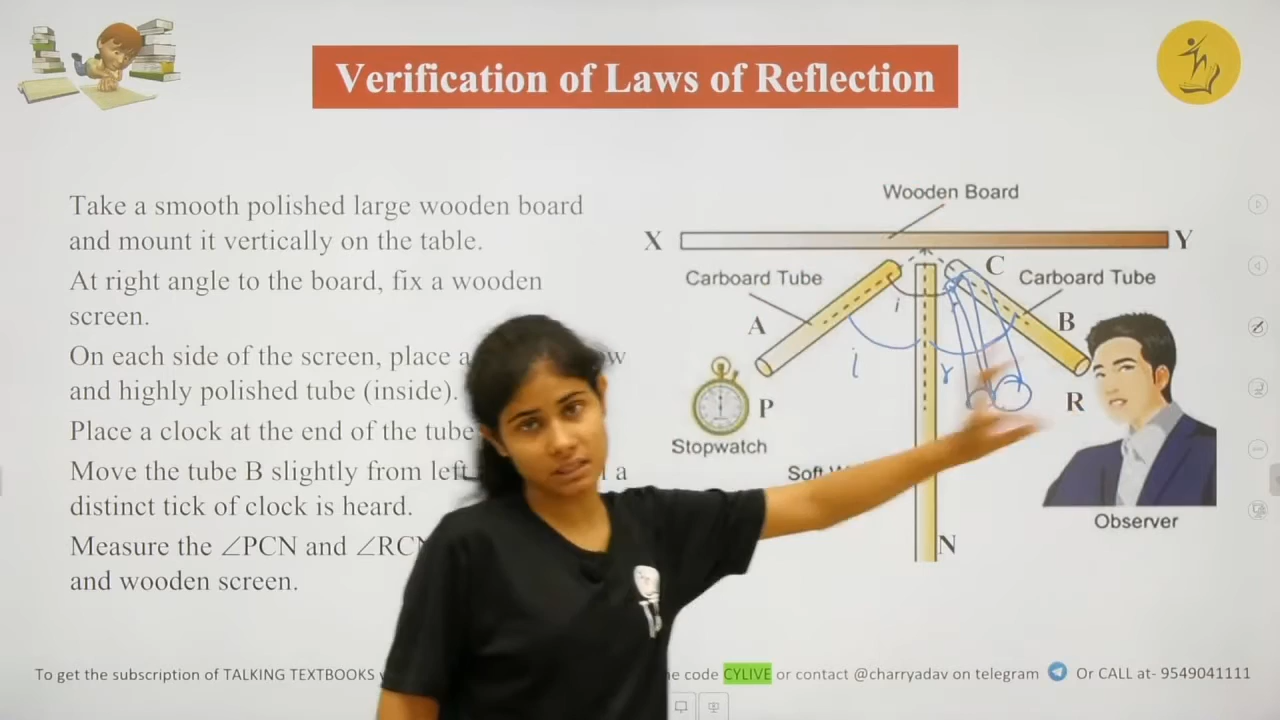 Verification of Laws of Reflection
Take a smooth polished large wooden board
and mount it vertically on the table.
At right angle to the board, fix a wooden
screen.
On each side of the screen, place a
and highly polished tube (inside).
Place a clock at the end of the tube
Move the tube B slightly from left a
distinct tick of clock is heard.
Measure the ∠PCN and
and wooden screen.
Wooden Board
X
Y
Carboard Tube
C
Carboard Tube
i
A
B
i
r
P
R
Stopwatch
Soft
Observer
N
To get the subscription of TALKING TEXTBOOKS
code CYLIVE or contact @charryadav on telegram Or CALL at- 9549041111